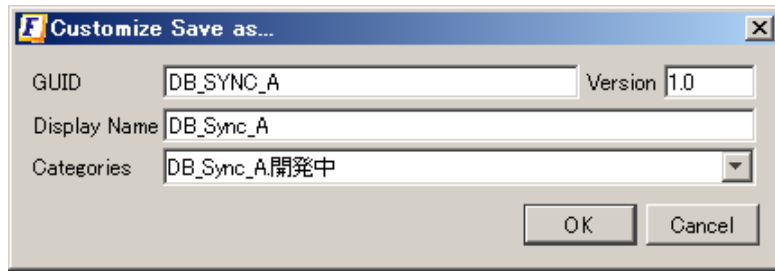 Customize Save as...
GUID DB_SYNC_A Version 1.0
Display Name DB_Sync_A
Categories DB_Sync_A.開発中
OK Cancel